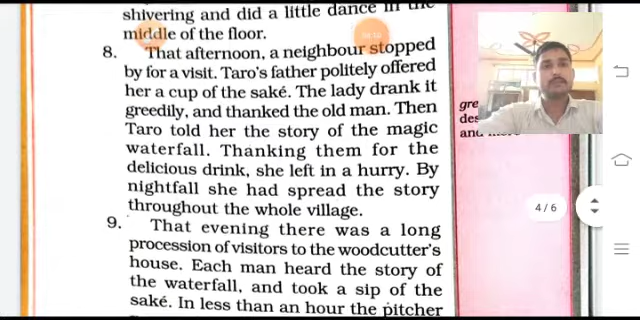 shivering and did a little dance in the
middle of the floor.
8. That afternoon, a neighbour stopped
by for a visit. Taro's father politely offered
her a cup of the saké. The lady drank it
greedily, and thanked the old man. Then
Taro told her the story of the magic
waterfall. Thanking them for the
delicious drink, she left in a hurry. By
nightfall she had spread the story
throughout the whole village.
9. That evening there was a long
procession of visitors to the woodcutter's
house. Each man heard the story of
the waterfall, and took a sip of the
saké. In less than an hour the pitcher
gre
des
and
4/6